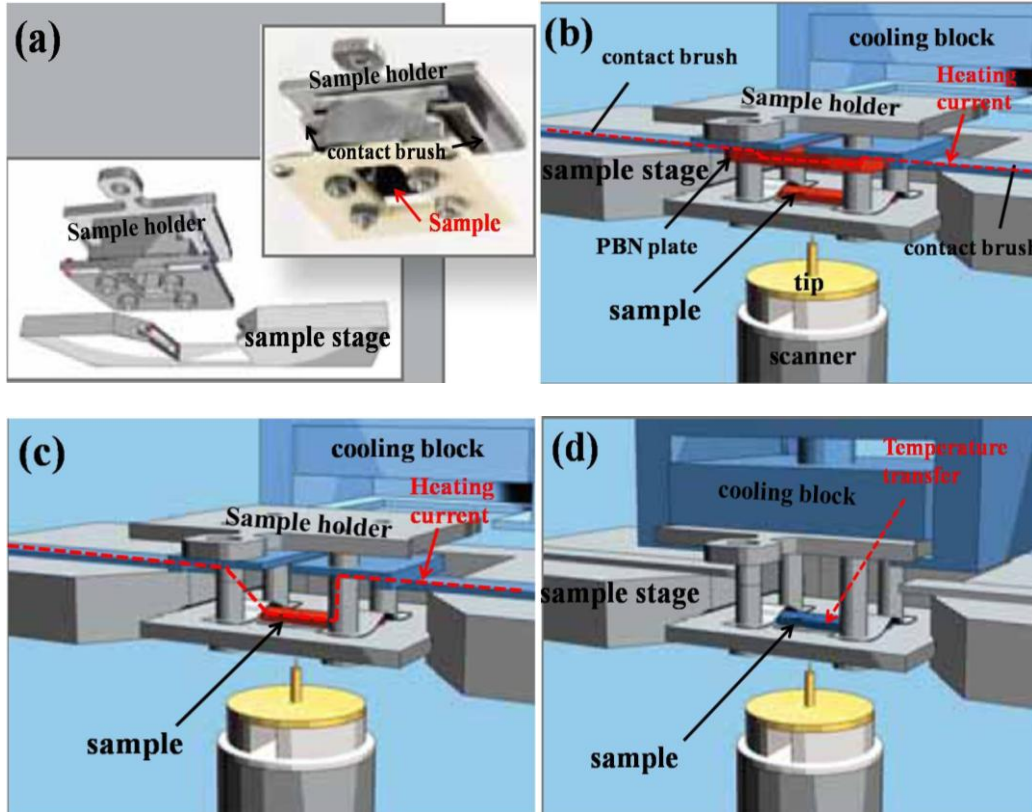 (a)
Sample holder
contact brush
Sample
Sample holder
sample stage
(b)
cooling block
contact brush
Heating
current
Sample holder
sample stage
PBN plate
contact brush
sample
tip
scanner
(c)
cooling block
Heating
current
Sample holder
sample
(d)
Temperature
transfer
cooling block
sample stage
sample